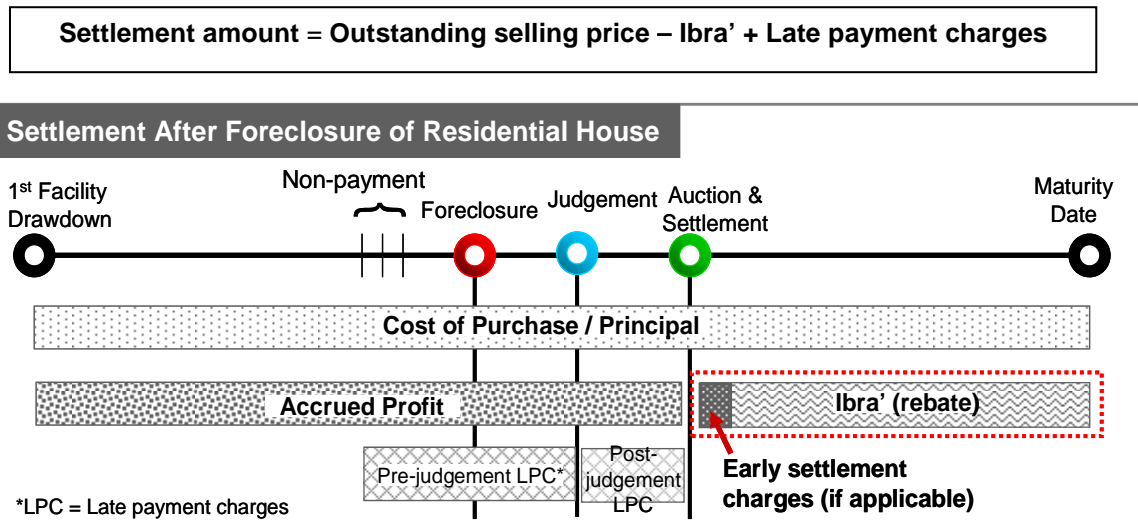 Settlement amount = Outstanding selling price – Ibra’ + Late payment charges
Settlement After Foreclosure of Residential House
1st Facility
Drawdown
Non-payment
Foreclosure
Judgement
Auction &
Settlement
Maturity
Date
Cost of Purchase / Principal
Accrued Profit
Ibra’ (rebate)
Pre-judgement LPC*
Post-
judgement
LPC
Early settlement
charges (if applicable)
*LPC = Late payment charges